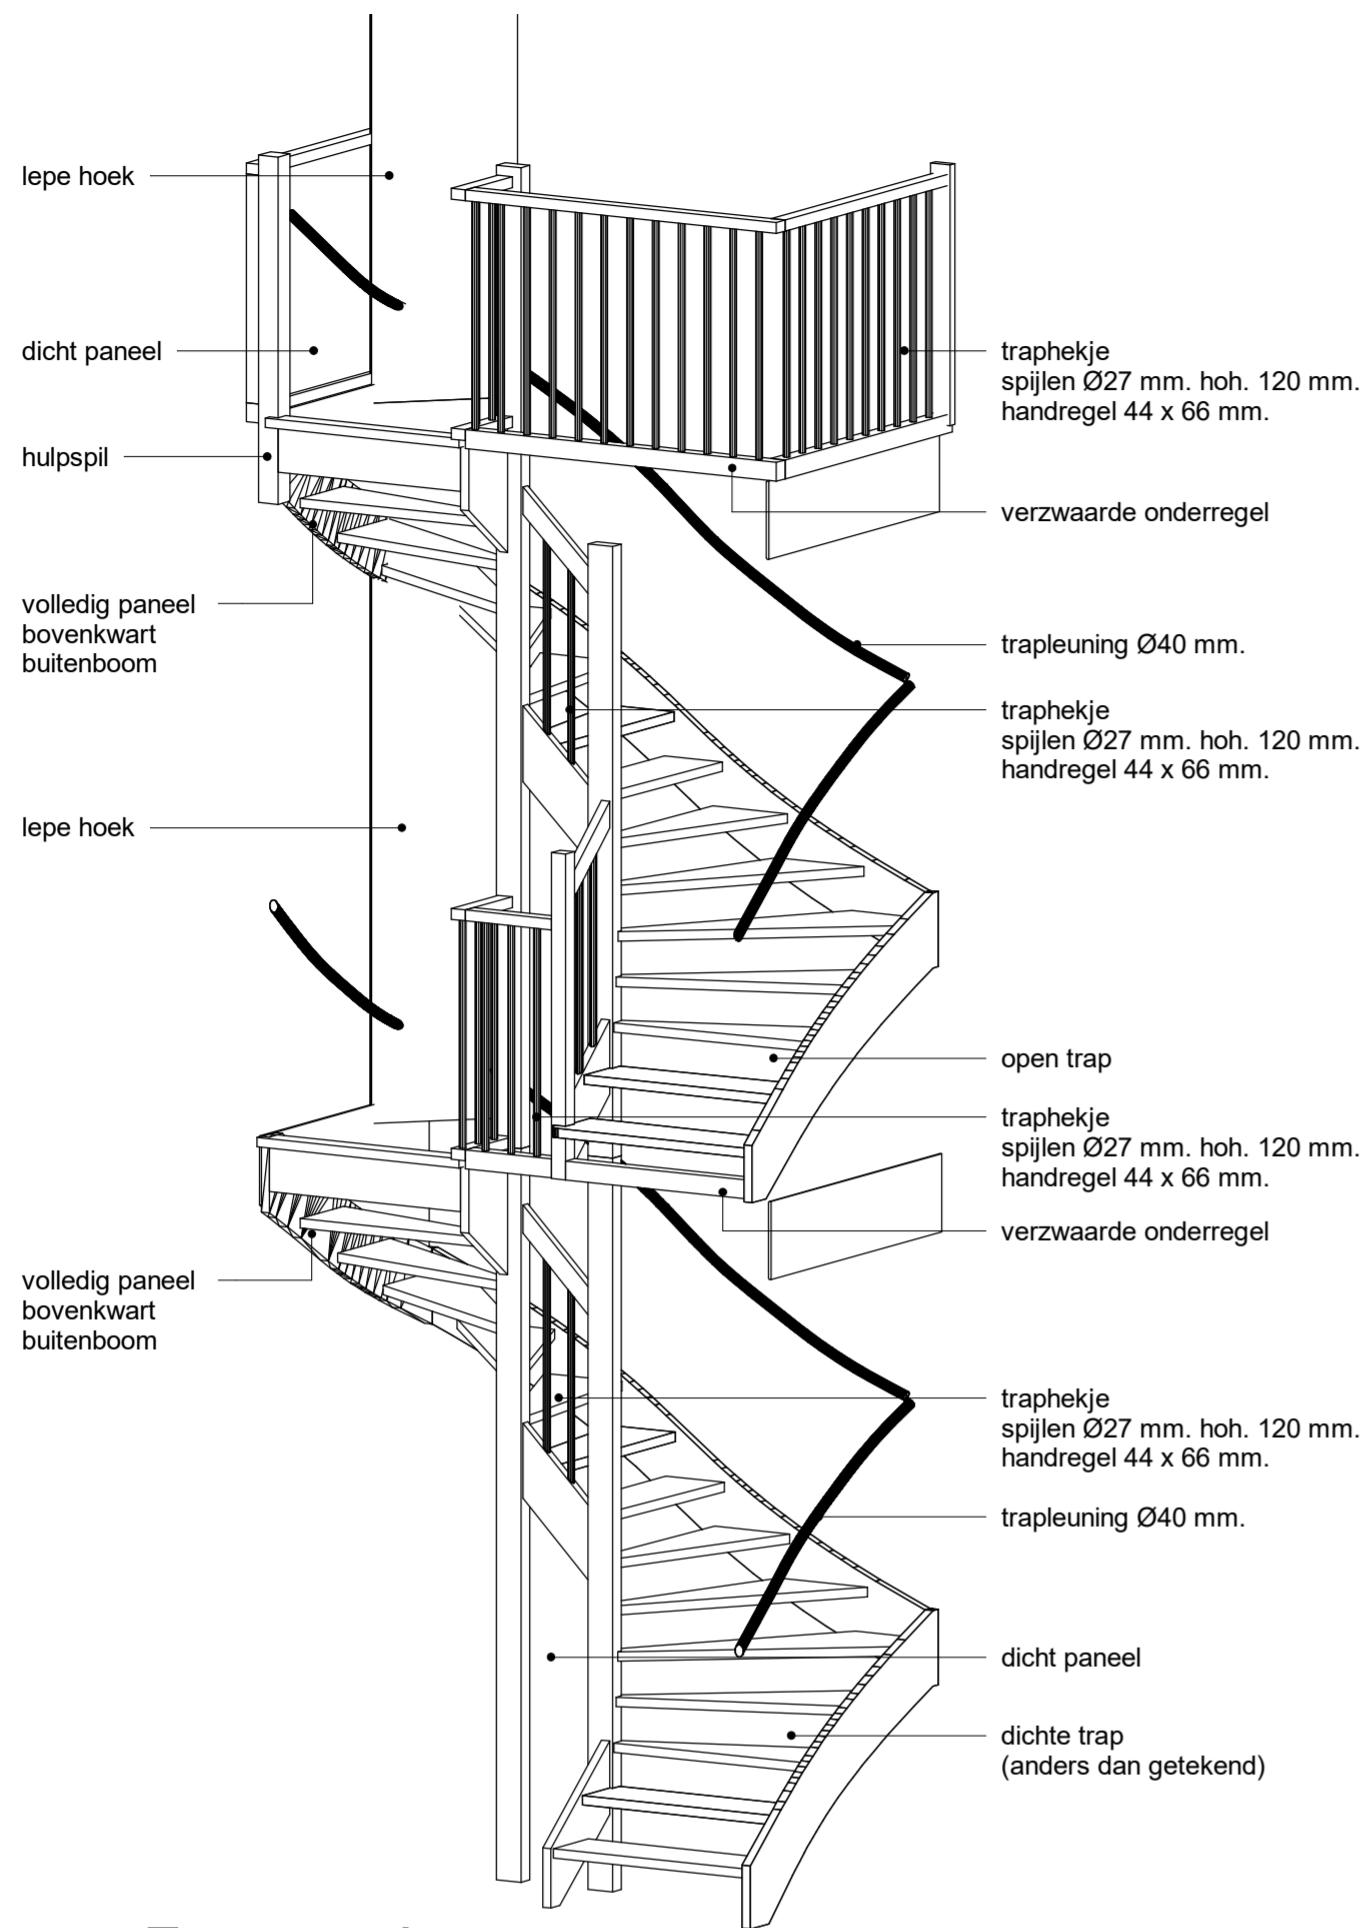 lepe hoek
dicht paneel
hulpspil
volledig paneel
bovenkwart
buitenboom
lepe hoek
volledig paneel
bovenkwart
buitenboom
traphekje
spijlen Ø27 mm. hoh. 120 mm.
handregel 44 x 66 mm.
verzwaarde onderregel
trapleuning Ø40 mm.
traphekje
spijlen Ø27 mm. hoh. 120 mm.
handregel 44 x 66 mm.
open trap
traphekje
spijlen Ø27 mm. hoh. 120 mm.
handregel 44 x 66 mm.
verzwaarde onderregel
traphekje
spijlen Ø27 mm. hoh. 120 mm.
handregel 44 x 66 mm.
trapleuning Ø40 mm.
dicht paneel
dichte trap
(anders dan getekend)